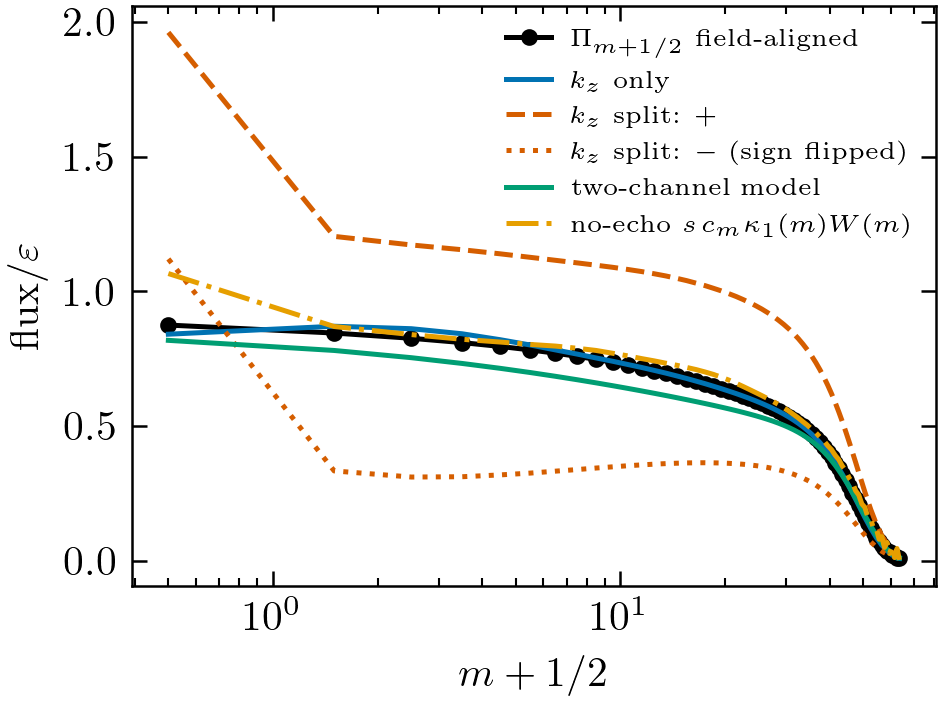 2.0
1.5
1.0
0.5
0.0
flux/ε
Π_{m+1/2} field-aligned
k_z only
k_z split: +
k_z split: − (sign flipped)
two-channel model
no-echo s c_m κ_1(m)W(m)
10^0
10^1
m + 1/2